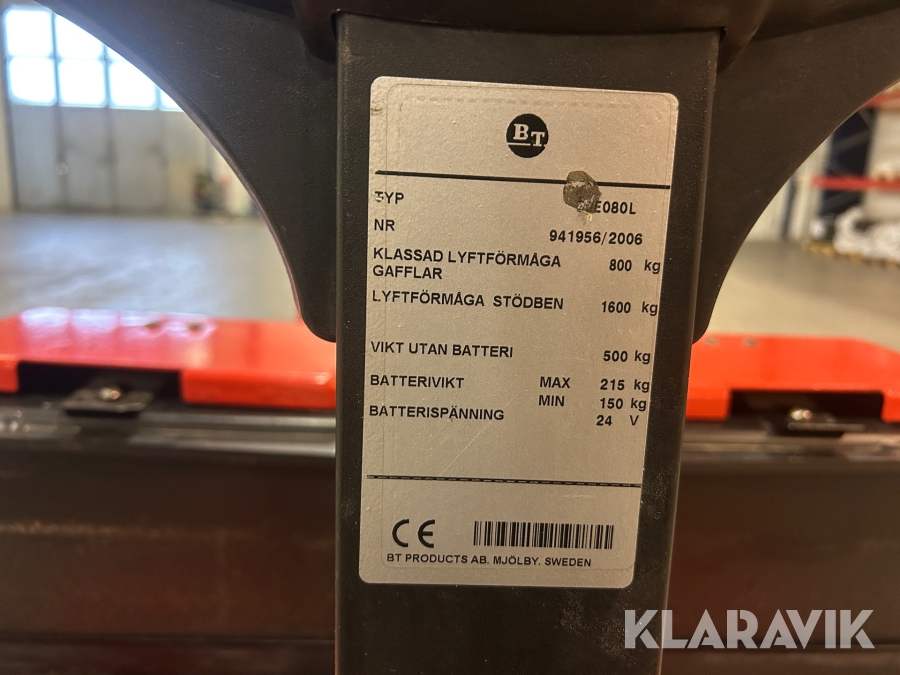 BT
TYP E080L
NR 941956/2006
KLASSAD LYFTFÖRMÅGA 800 kg
GAFFLAR
LYFTFÖRMÅGA STÖDBEN 1600 kg
VIKT UTAN BATTERI 500 kg
BATTERIVIKT MAX 215 kg
MIN 150 kg
BATTERISPÄNNING 24 V
CE
BT PRODUCTS AB. MJÖLBY. SWEDEN
KLARAVIK